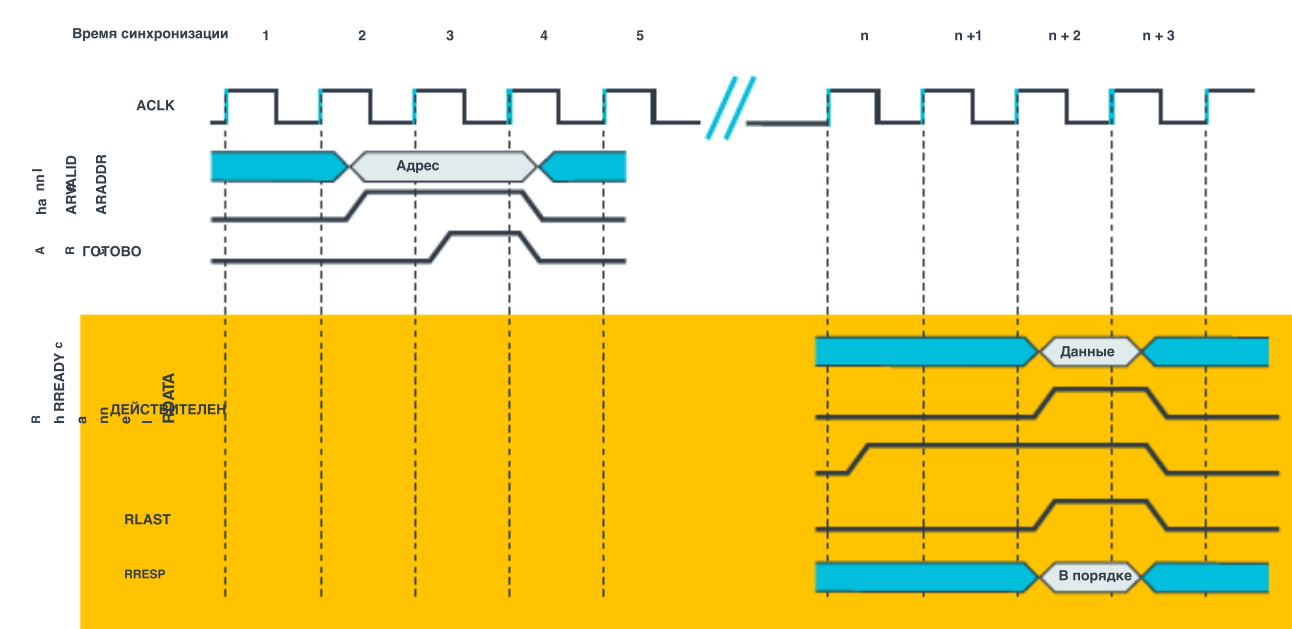 Время синхронизации 1 2 3 4 5 n n +1 n + 2 n + 3
ACLK
Адрес
ARADDR
ГОТОВО
Данные
RREADY c
RDATA
ДЕЙСТВИТЕЛЕН
RLAST
RRESP
В порядке